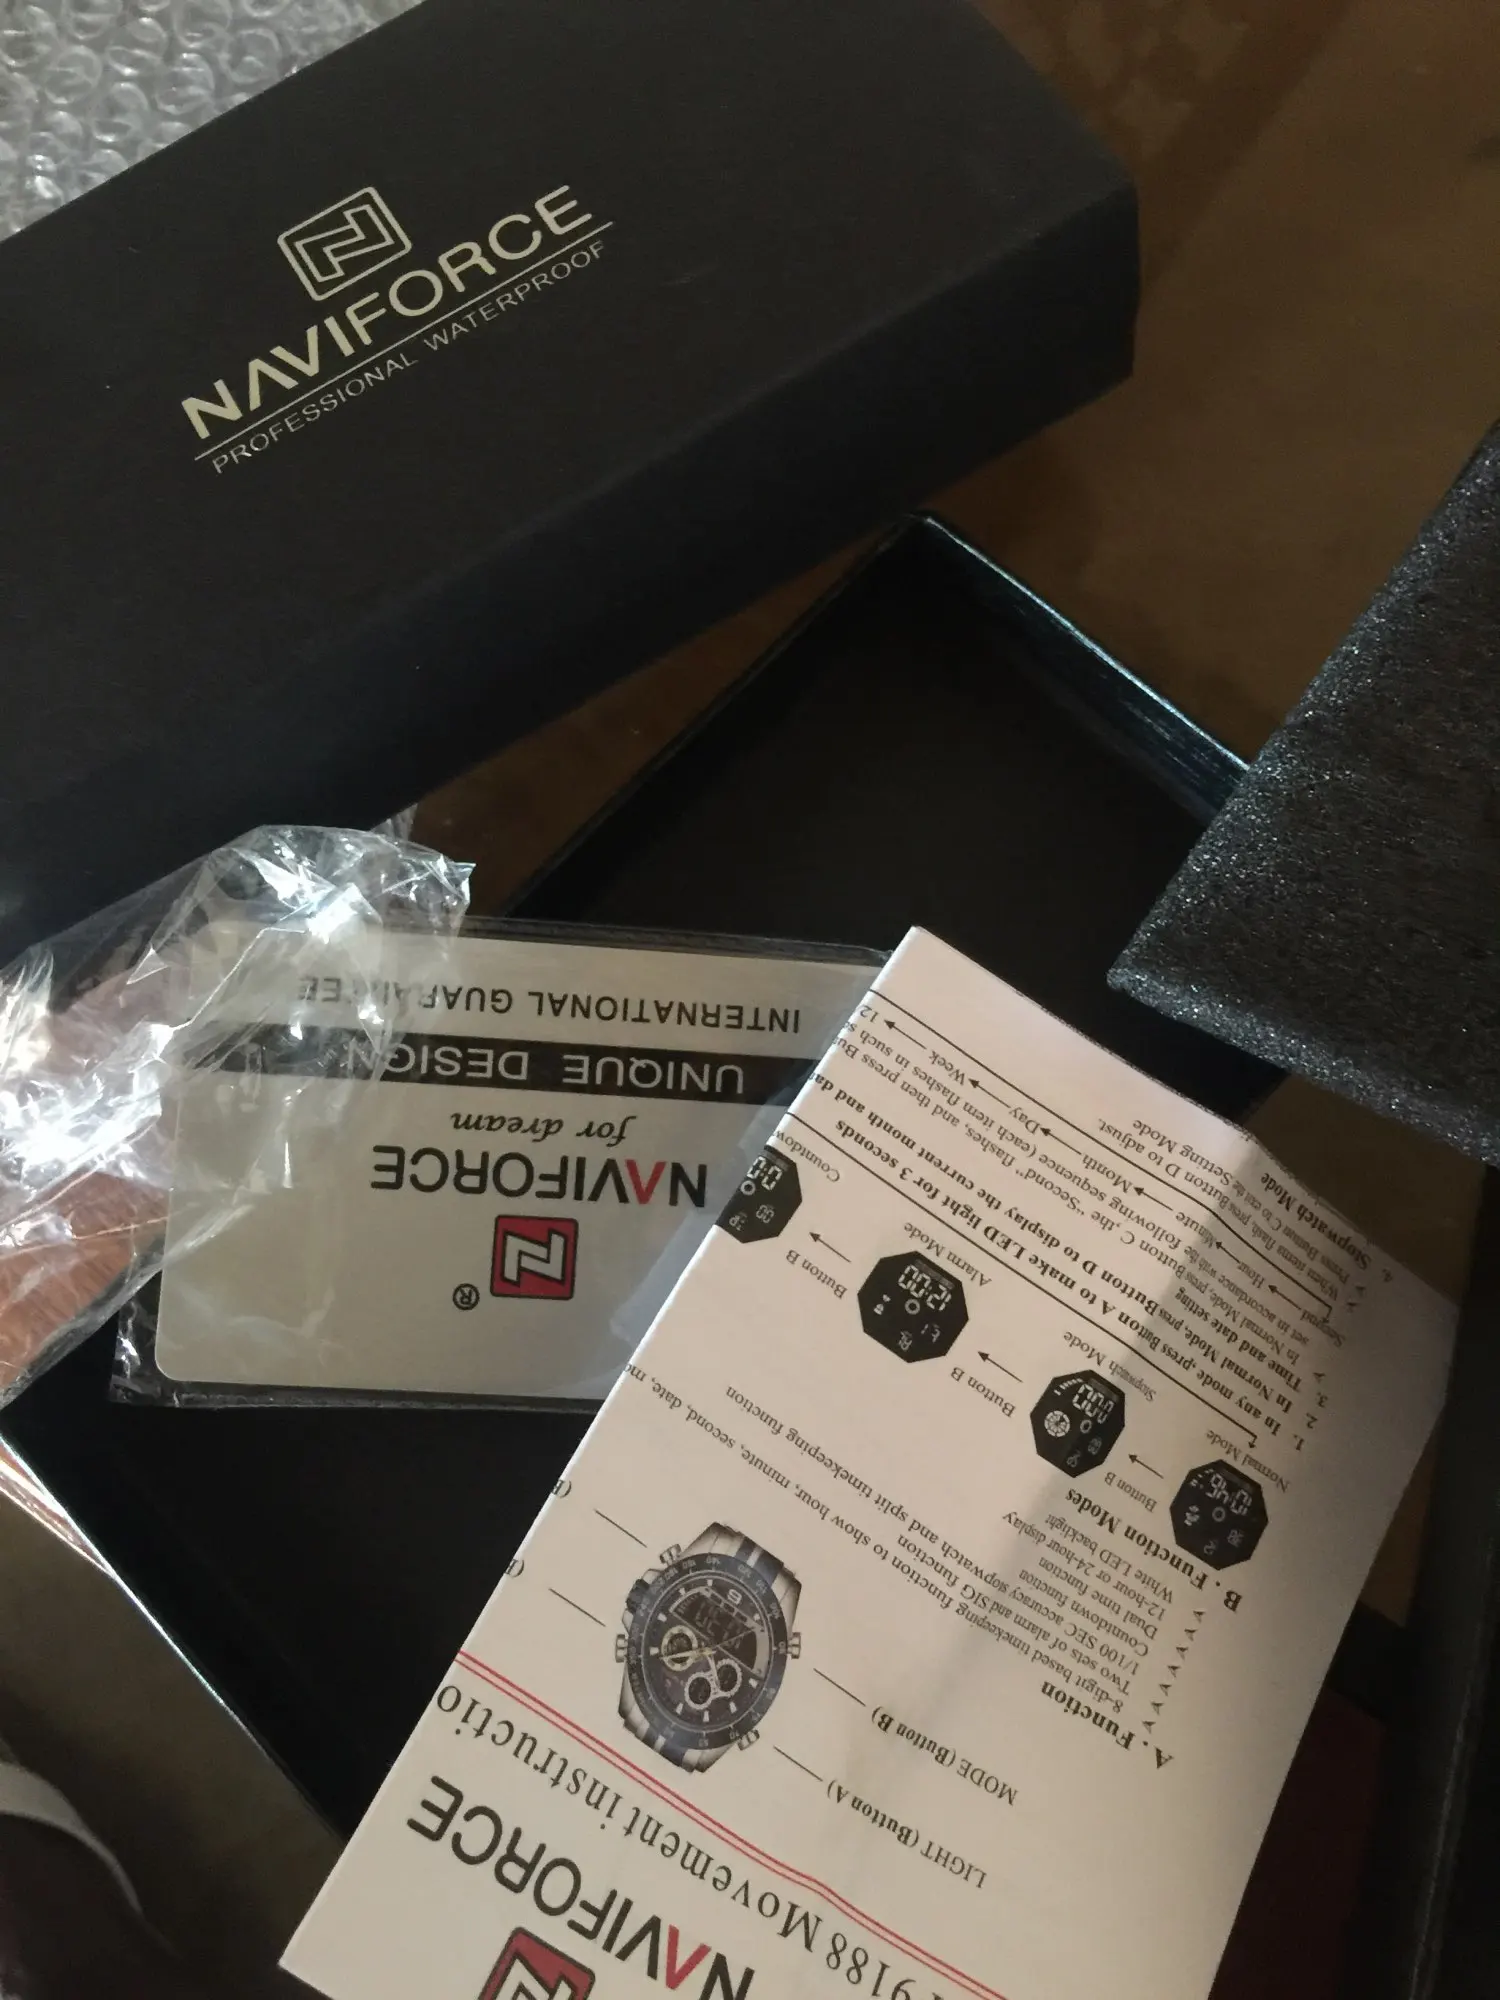 NAVIFORCE
PROFESSIONAL WATERPROOF
INTERNATIONAL GUARANTEE
UNIQUE DESIGN
for dream
NAVIFORCE
®
NAVIFORCE
9188 Movement instructio
LIGHT (Button A)
MODE (Button B)
A . Function
8-digit based timekeeping function to show hour, minute, second, date,
Two sets of alarm and SIG function
1/100 SEC accuracy stopwatch and split timekeeping function
Countdown function
Dual time function
12-hour or 24-hour display
White LED backlight
B . Function Modes
Normal Mode
Button B
Stopwatch Mode
Button B
Alarm Mode
Button B
Countdow
1. In any mode, press Button A to make LED light for 3 seconds
2. In Normal Mode, press Button D to display the current month and
3. Time and date setting
In Normal Mode, press Button C, the "Second" flashes, and then press
set in accordance with the following sequence (each item flashes in such
Second Hour Minute Month Day Week 12
When items flash, press Button D to adjust.
Press Button C to exit the Setting Mode
4. Stopwatch Mode